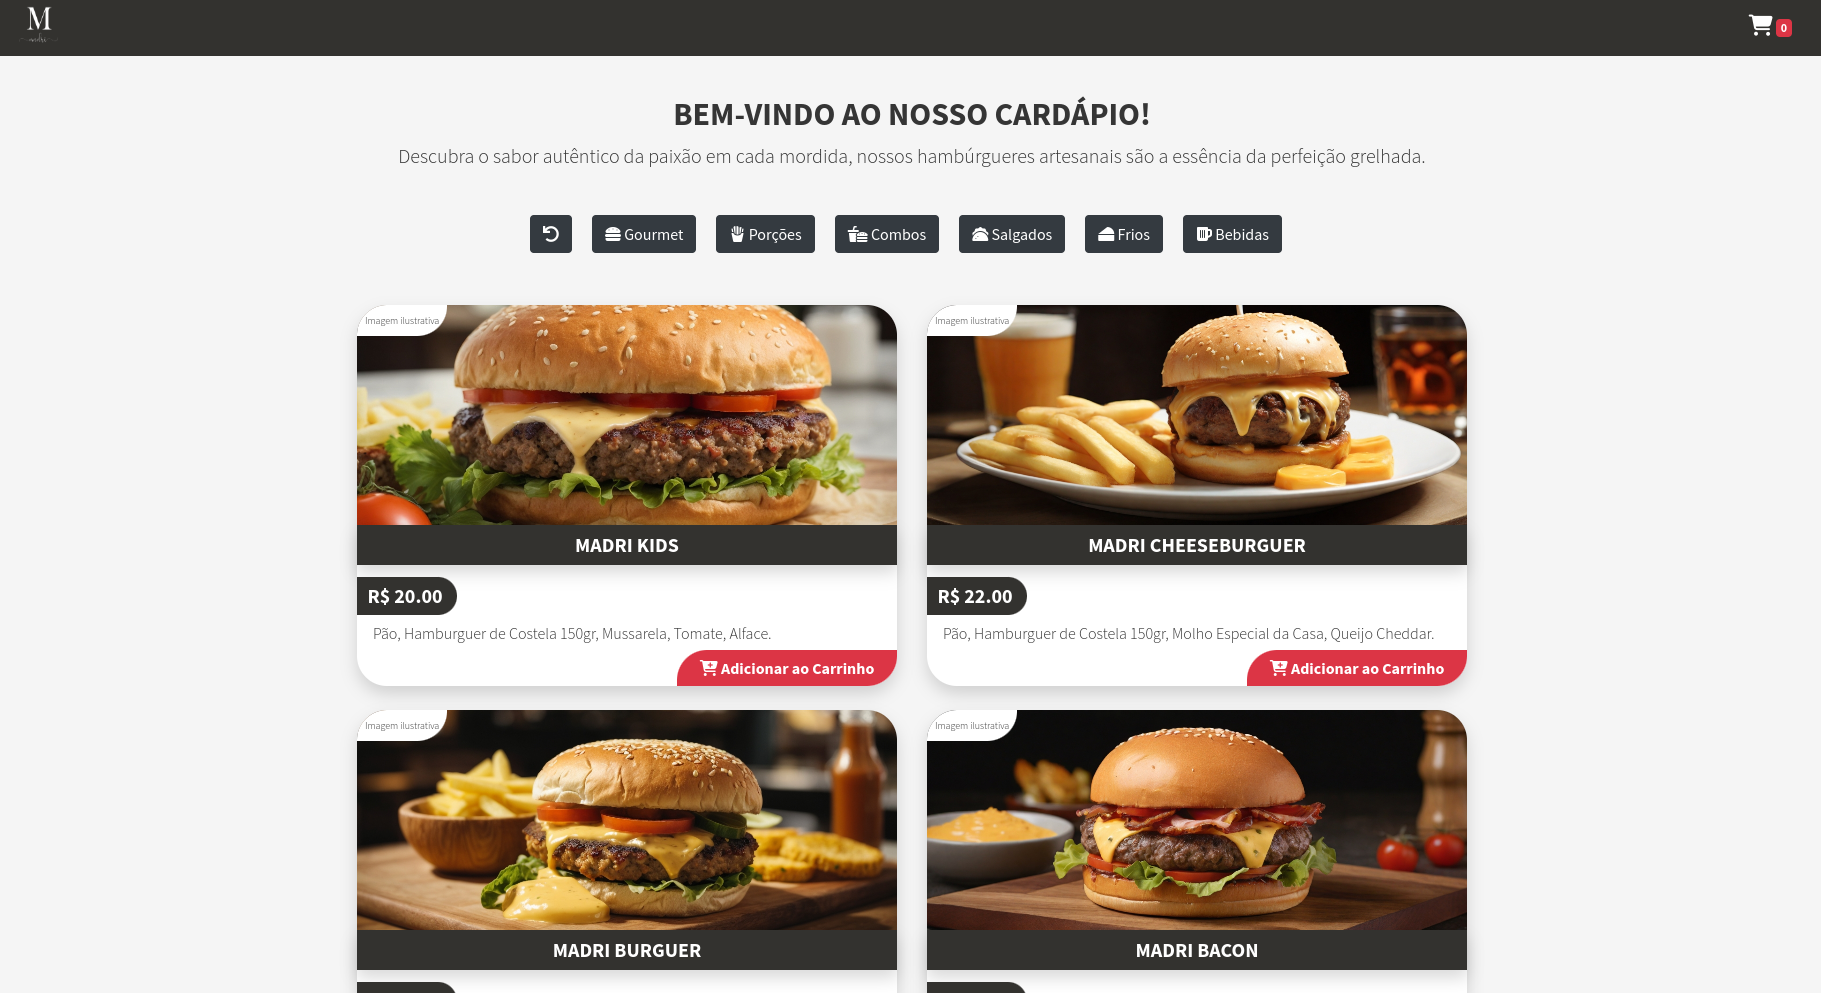 M
madri
0
BEM-VINDO AO NOSSO CARDÁPIO!
Descubra o sabor autêntico da paixão em cada mordida, nossos hambúrgueres artesanais são a essência da perfeição grelhada.
Gourmet
Porções
Combos
Salgados
Frios
Bebidas
Imagem ilustrativa
MADRI KIDS
R$ 20.00
Pão, Hamburguer de Costela 150gr, Mussarela, Tomate, Alface.
Adicionar ao Carrinho
Imagem ilustrativa
MADRI CHEESEBURGUER
R$ 22.00
Pão, Hamburguer de Costela 150gr, Molho Especial da Casa, Queijo Cheddar.
Adicionar ao Carrinho
Imagem ilustrativa
MADRI BURGUER
Imagem ilustrativa
MADRI BACON